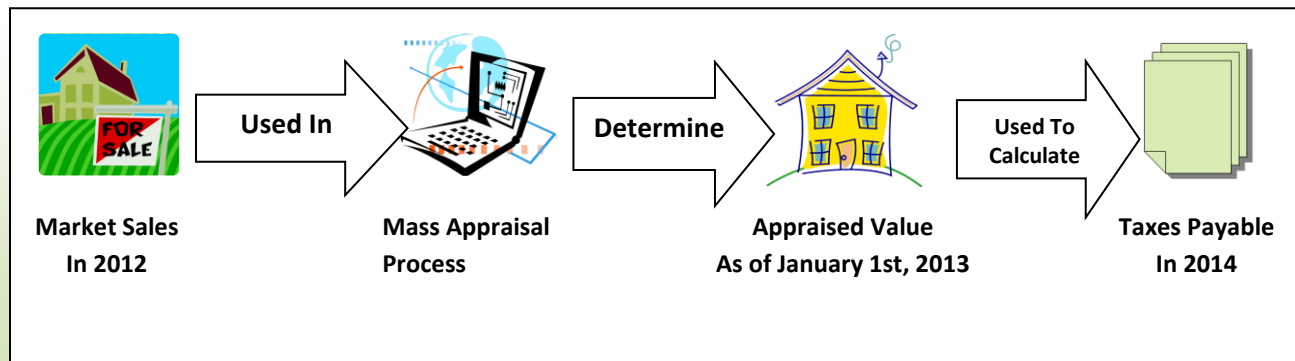 FOR
SALE
Used In
Determine
Used To
Calculate
Market Sales
In 2012
Mass Appraisal
Process
Appraised Value
As of January 1st, 2013
Taxes Payable
In 2014